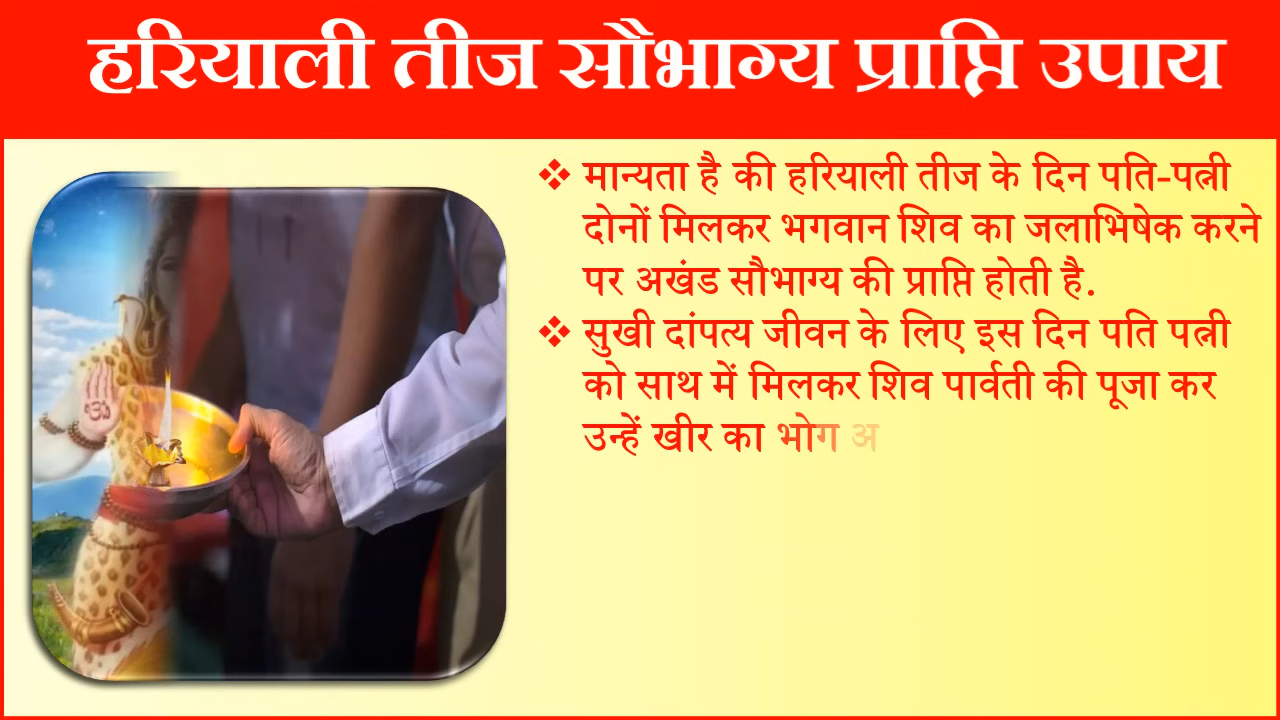 हरियाली तीज सौभाग्य प्राप्ति उपाय
❖ मान्यता है की हरियाली तीज के दिन पति-पत्नी
दोनों मिलकर भगवान शिव का जलाभिषेक करने
पर अखंड सौभाग्य की प्राप्ति होती है.
❖ सुखी दांपत्य जीवन के लिए इस दिन पति पत्नी
को साथ में मिलकर शिव पार्वती की पूजा कर
उन्हें खीर का भोग अ